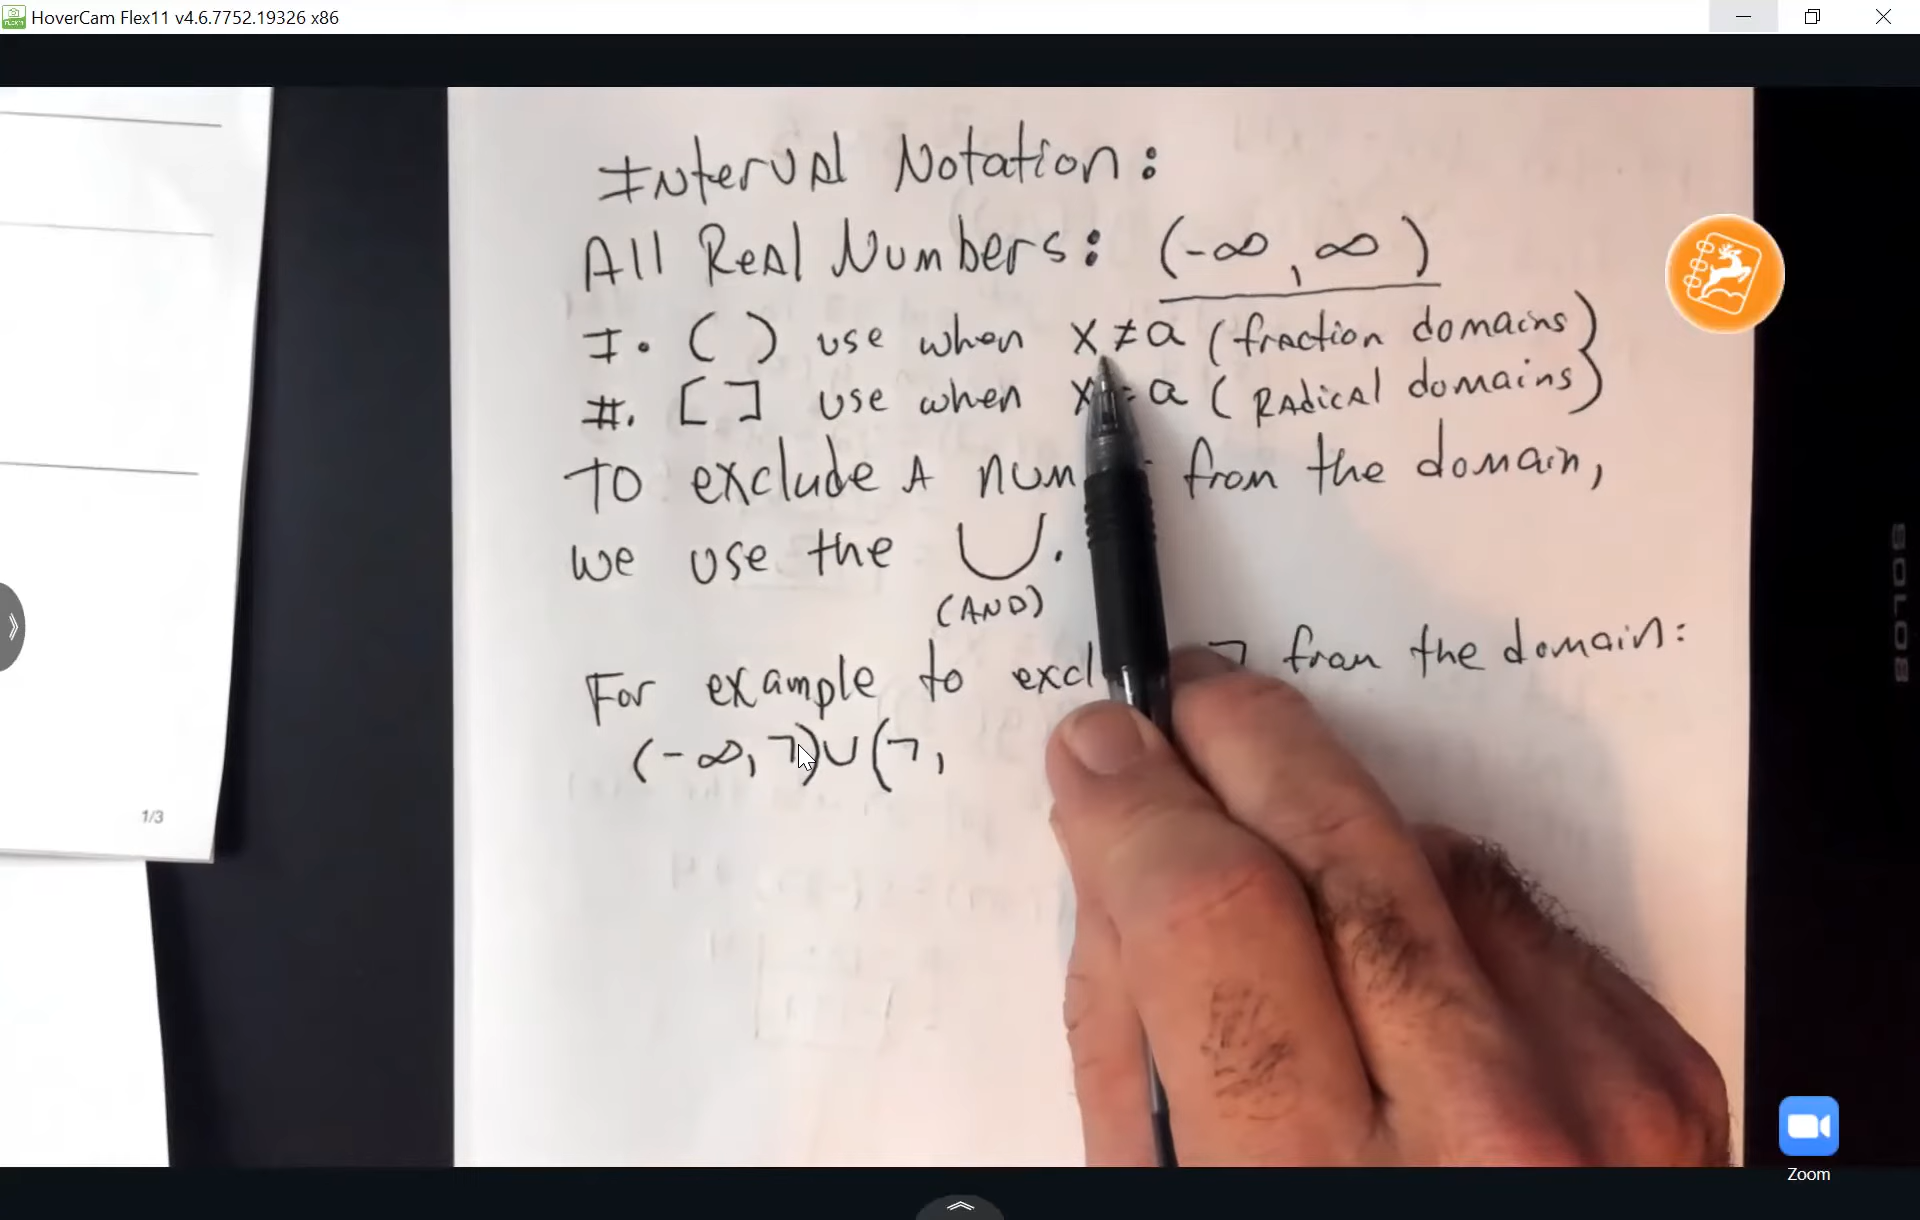 HoverCam Flex11 v4.6.7752.19326 x86
Interval Notation:
All Real Numbers: (-∞, ∞)
I. ( ) use when x ≠ a (fraction domains)
II. [ ] use when x = a (Radical domains)
To exclude a num from the domain,
we use the ∪.
(AND)
For example to excl 7 from the domain:
(-∞, 7)∪(7,
1/3
SOLO8
Zoom